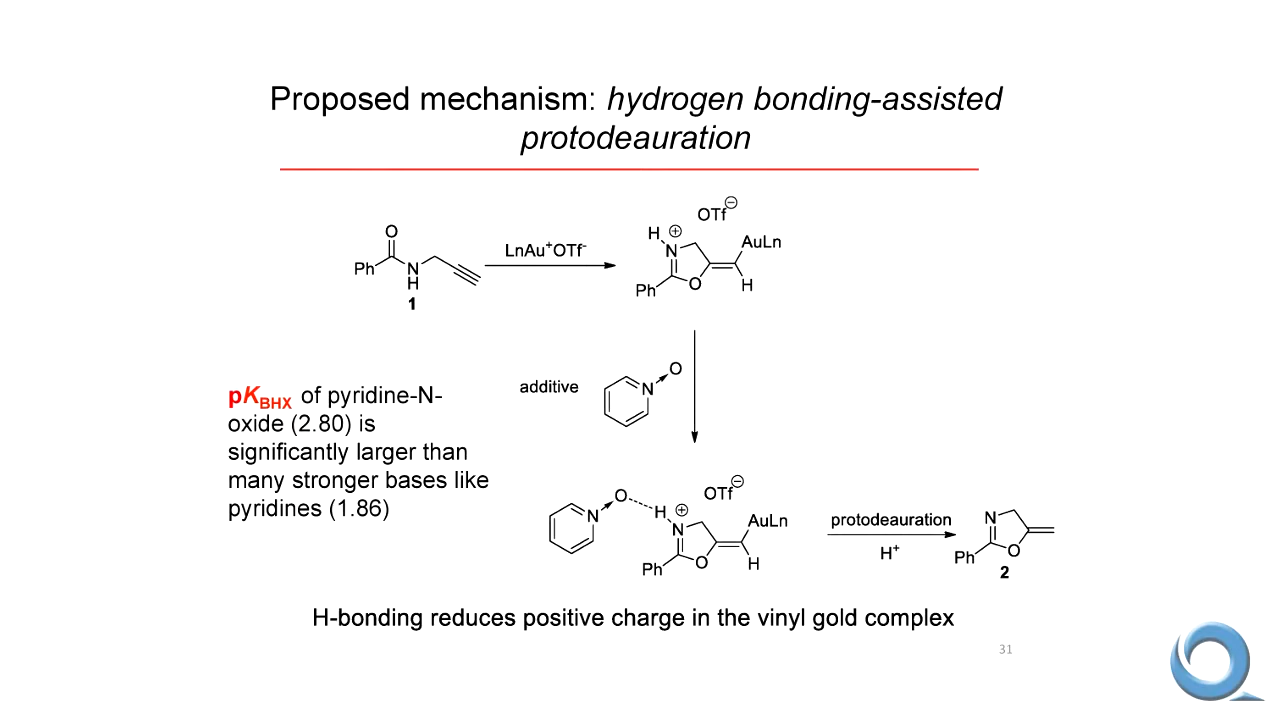 Proposed mechanism: hydrogen bonding-assisted
protodeauration
OTf⊖
O
Ph
N
H
1
LnAu⁺OTf⁻
H ⊕
N
AuLn
Ph
O
H
additive
N
O
pK_BHX of pyridine-N-
oxide (2.80) is
significantly larger than
many stronger bases like
pyridines (1.86)
N
O
H ⊕
N
OTf⊖
AuLn
Ph
O
H
protodeauration
H⁺
N
Ph
O
2
H-bonding reduces positive charge in the vinyl gold complex
31